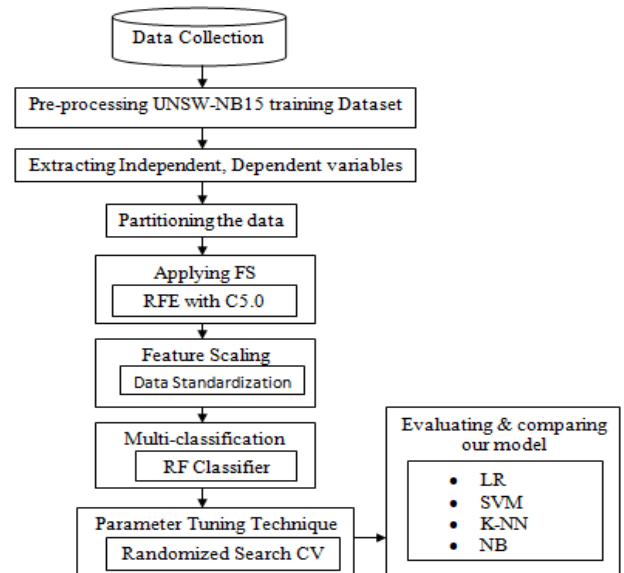 Data Collection
Pre-processing UNSW-NB15 training Dataset
Extracting Independent, Dependent variables
Partitioning the data
Applying FS
RFE with C5.0
Feature Scaling
Data Standardization
Multi-classification
RF Classifier
Parameter Tuning Technique
Randomized Search CV
Evaluating & comparing
our model
• LR
• SVM
• K-NN
• NB